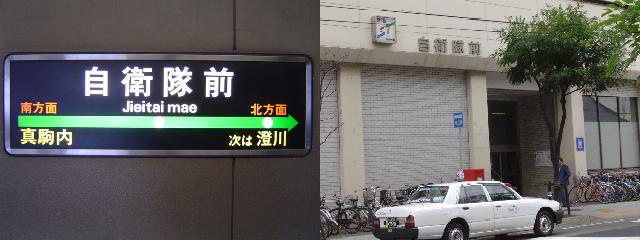 自衛隊前
Jieitai mae
南方面
北方面
真駒内
次は 澄川
自衛隊前